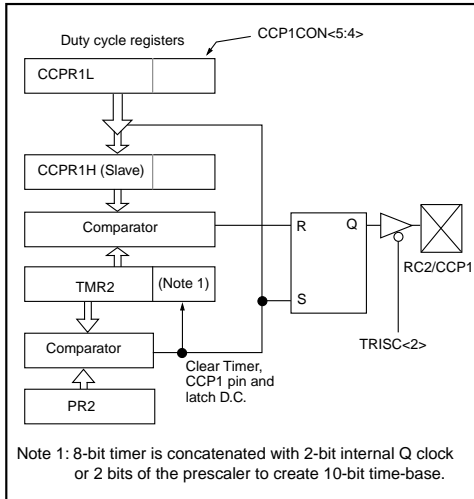 Duty cycle registers
CCP1CON<5:4>
CCPR1L
CCPR1H (Slave)
Comparator
R
Q
RC2/CCP1
TMR2
(Note 1)
S
TRISC<2>
Comparator
Clear Timer,
CCP1 pin and
latch D.C.
PR2
Note 1: 8-bit timer is concatenated with 2-bit internal Q clock
or 2 bits of the prescaler to create 10-bit time-base.